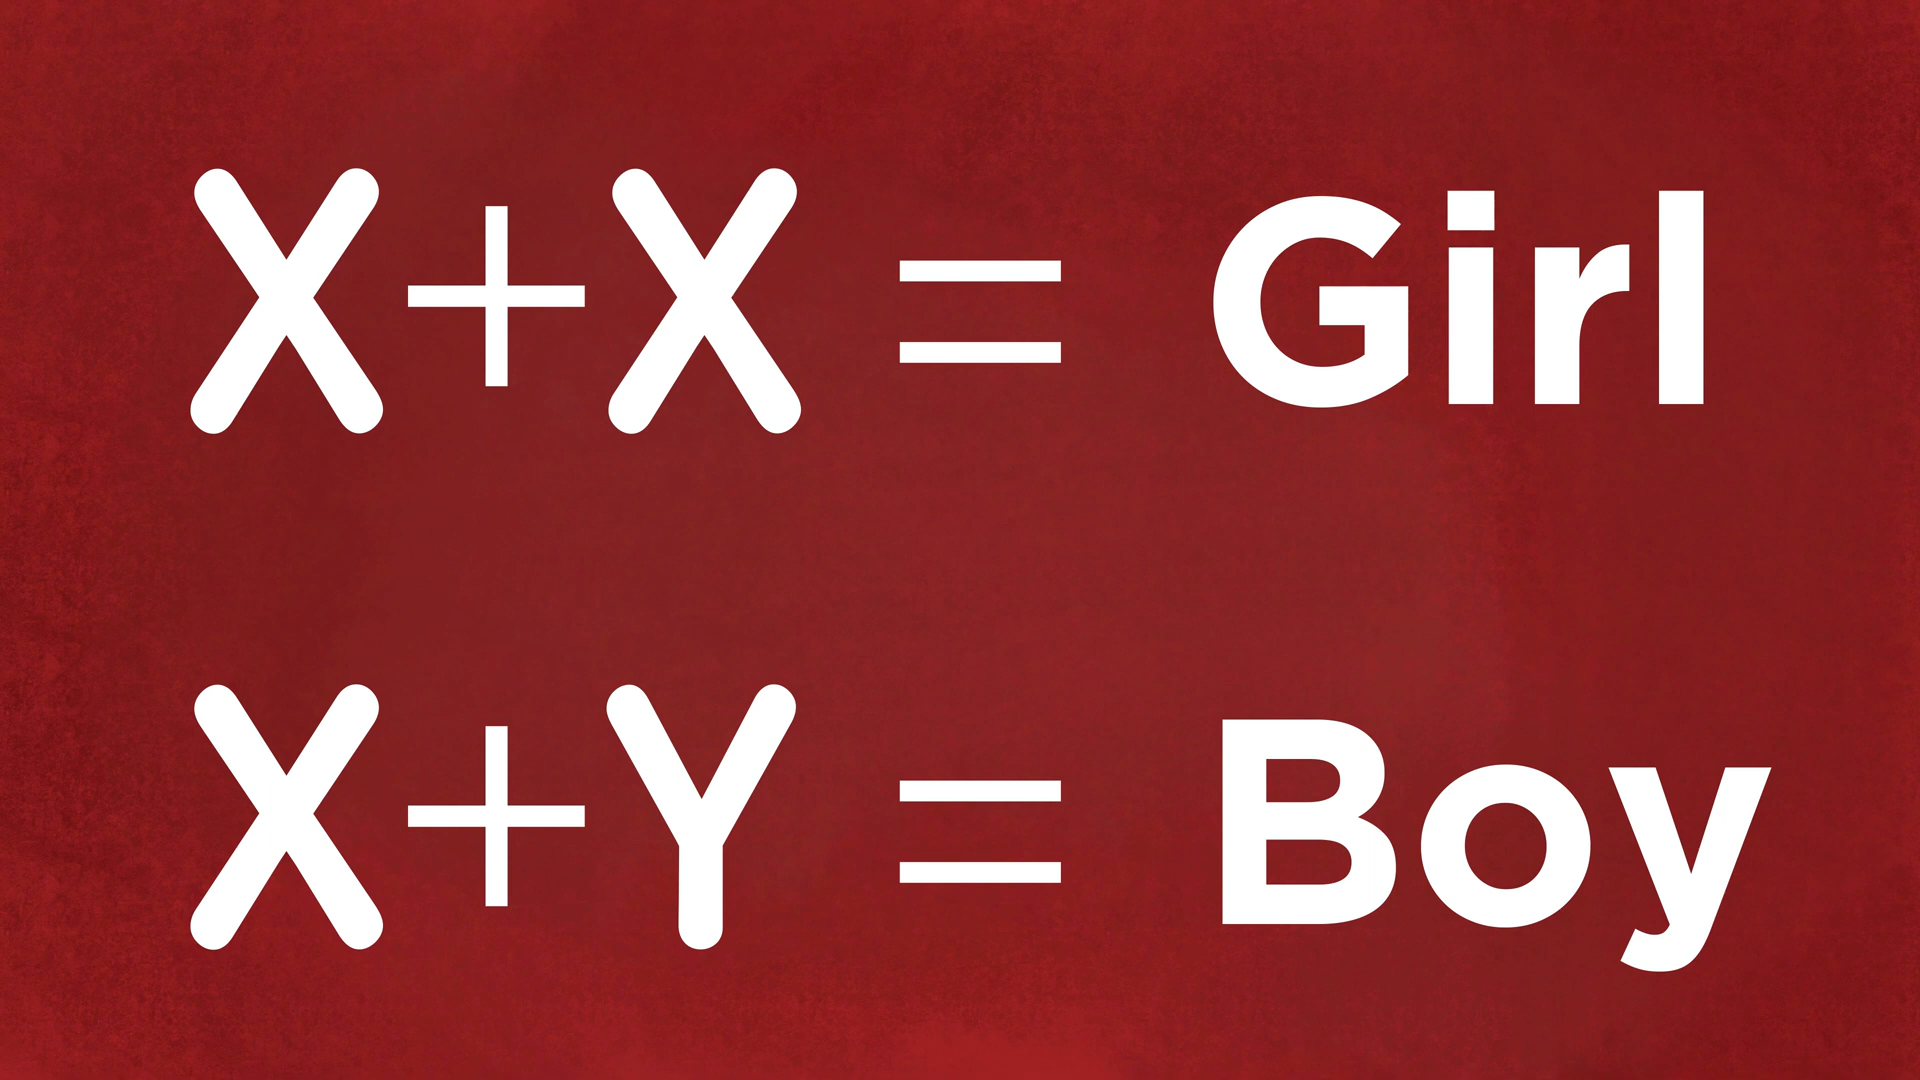 X+X = Girl
X+Y = Boy